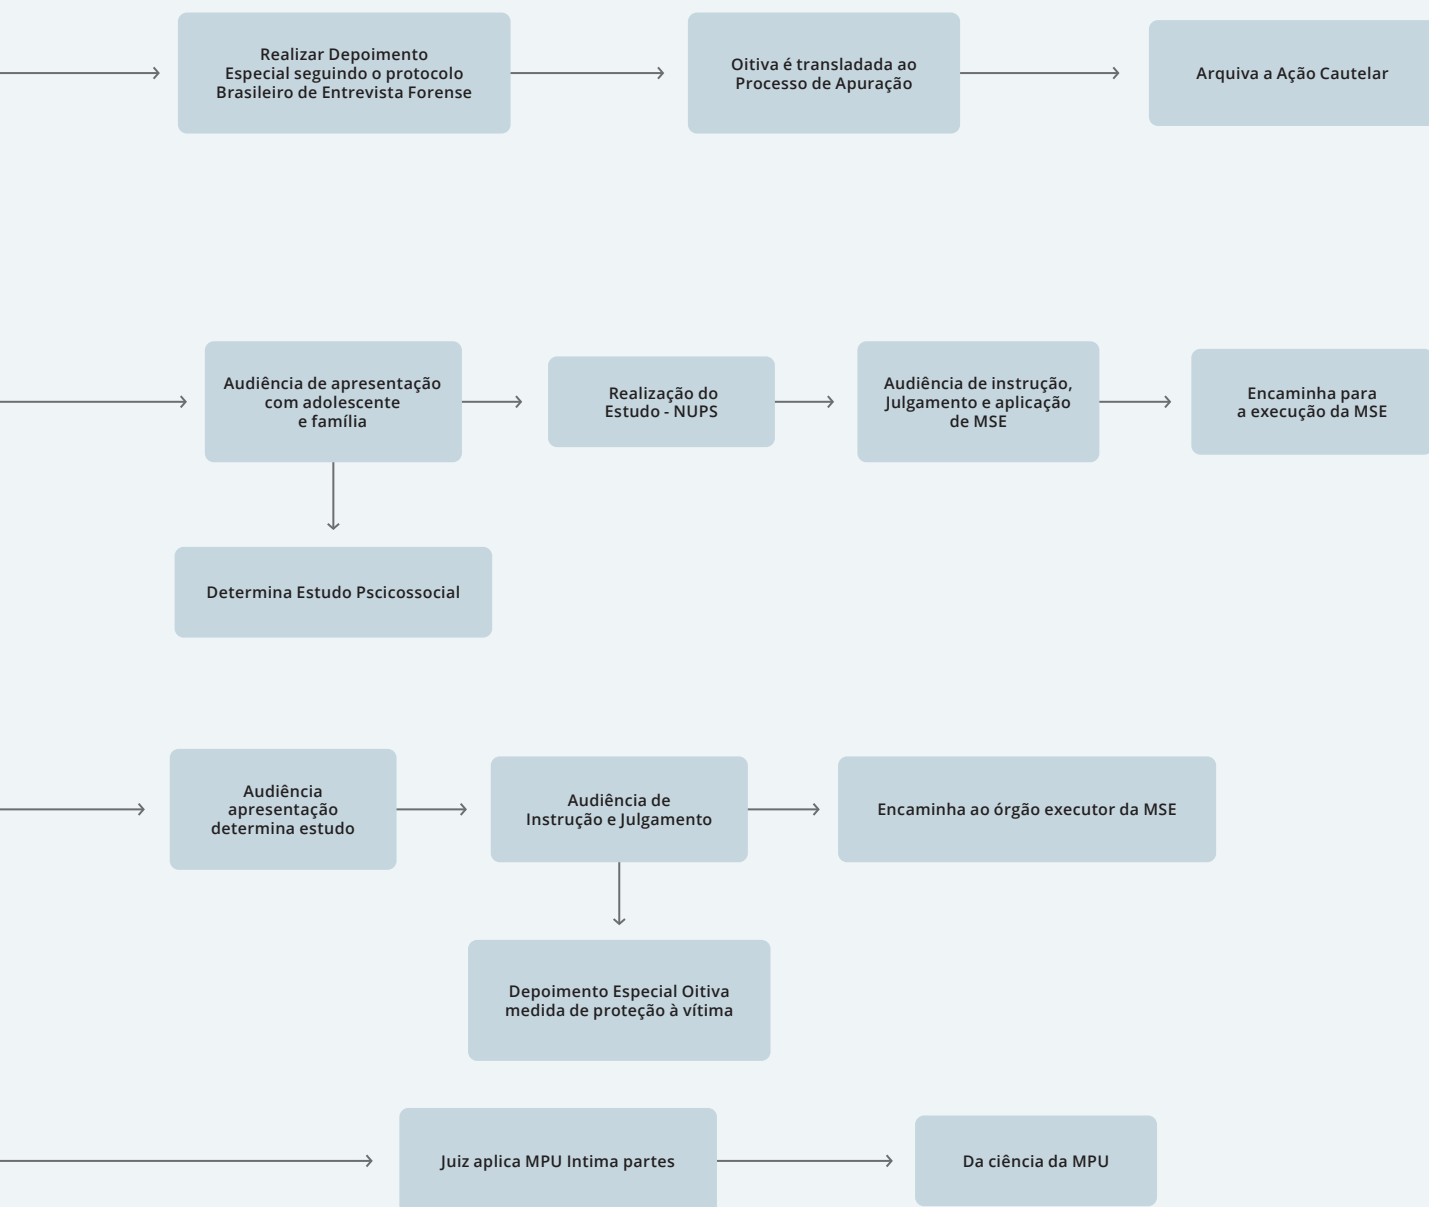 Realizar Depoimento
Especial seguindo o protocolo
Brasileiro de Entrevista Forense
Oitiva é transladada ao
Processo de Apuração
Arquiva a Ação Cautelar
Audiência de apresentação
com adolescente
e família
Realização do
Estudo - NUPS
Audiência de instrução,
Julgamento e aplicação
de MSE
Encaminha para
a execução da MSE
Determina Estudo Pscicossocial
Audiência
apresentação
determina estudo
Audiência de
Instrução e Julgamento
Encaminha ao órgão executor da MSE
Depoimento Especial Oitiva
medida de proteção à vítima
Juiz aplica MPU Intima partes
Da ciência da MPU